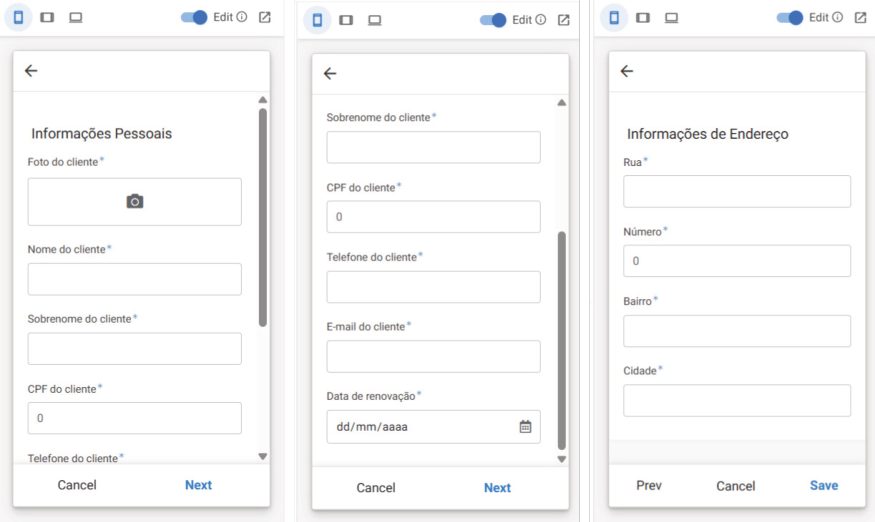 Edit
Informações Pessoais
Foto do cliente*
Nome do cliente*
Sobrenome do cliente*
CPF do cliente*
0
Telefone do cliente*
Cancel Next
Edit
Sobrenome do cliente*
CPF do cliente*
0
Telefone do cliente*
E-mail do cliente*
Data de renovação*
dd/mm/aaaa
Cancel Next
Edit
Informações de Endereço
Rua*
Número*
0
Bairro*
Cidade*
Prev Cancel Save